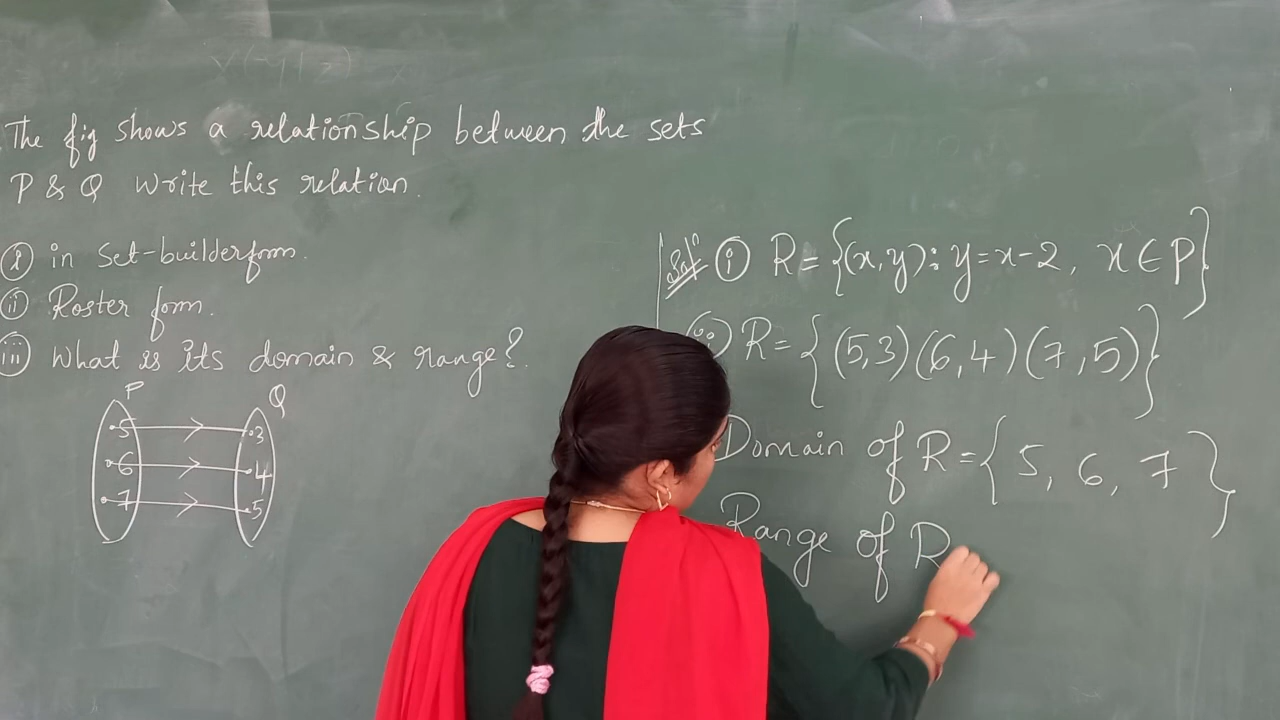 The fig shows a relationship between the sets
P & Q Write this relation.
(i) in Set-builderform.
(ii) Roster form.
(iii) What is its domain & range?
P Q
5 3
6 4
7 5
Solⁿ (i) R = {(x,y): y=x-2, x∈P}
(ii) R = {(5,3)(6,4)(7,5)}
Domain of R = {5, 6, 7}
Range of R